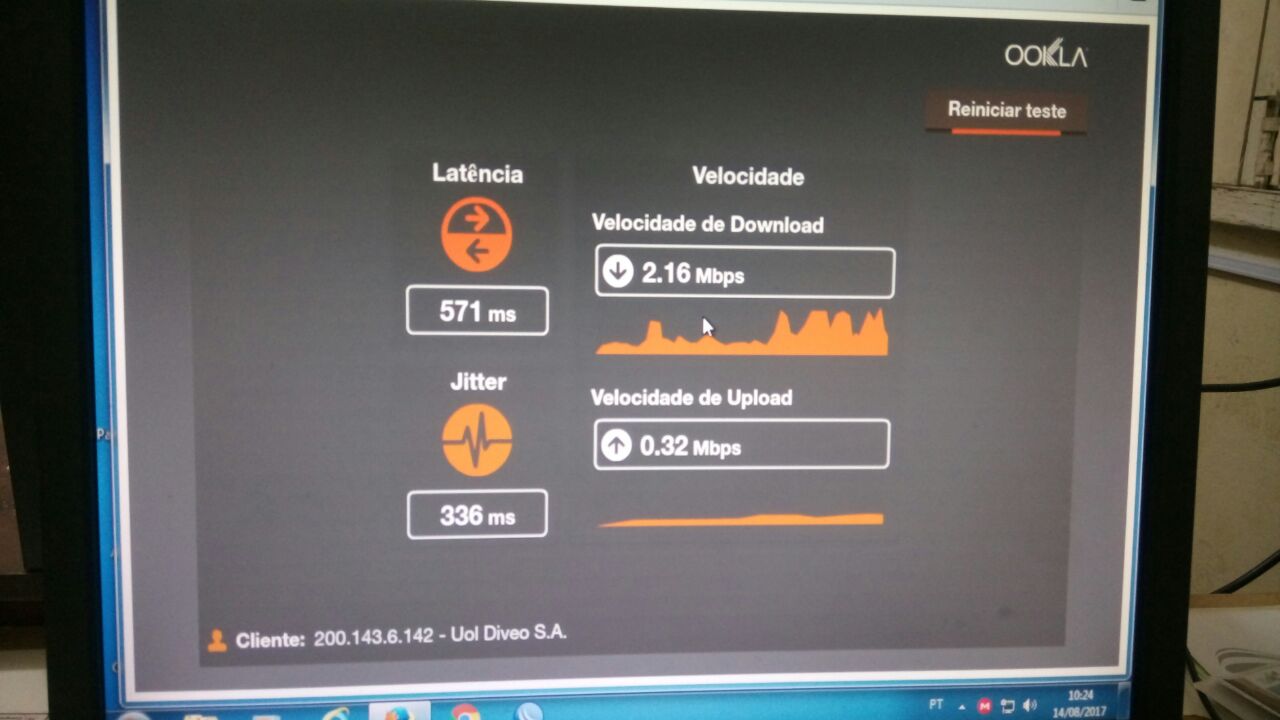 OOKLA
Reiniciar teste
Latência
Velocidade
Velocidade de Download
2.16 Mbps
571 ms
Jitter
Velocidade de Upload
0.32 Mbps
336 ms
Cliente: 200.143.6.142 - Uol Diveo S.A.
PT
10:24
14/08/2017